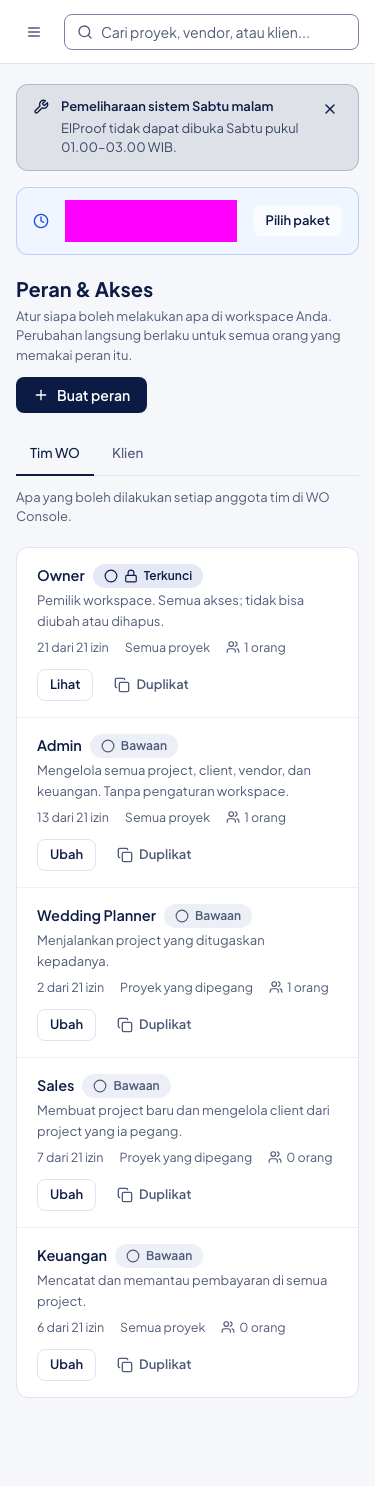 Cari proyek, vendor, atau klien...
Pemeliharaan sistem Sabtu malam
ElProof tidak dapat dibuka Sabtu pukul
01.00–03.00 WIB.
Pilih paket
Peran & Akses
Atur siapa boleh melakukan apa di workspace Anda.
Perubahan langsung berlaku untuk semua orang yang
memakai peran itu.
Buat peran
Tim WO Klien
Apa yang boleh dilakukan setiap anggota tim di WO
Console.
Owner Terkunci
Pemilik workspace. Semua akses; tidak bisa
diubah atau dihapus.
21 dari 21 izin Semua proyek 1 orang
Lihat Duplikat
Admin Bawaan
Mengelola semua project, client, vendor, dan
keuangan. Tanpa pengaturan workspace.
13 dari 21 izin Semua proyek 1 orang
Ubah Duplikat
Wedding Planner Bawaan
Menjalankan project yang ditugaskan
kepadanya.
2 dari 21 izin Proyek yang dipegang 1 orang
Ubah Duplikat
Sales Bawaan
Membuat project baru dan mengelola client dari
project yang ia pegang.
7 dari 21 izin Proyek yang dipegang 0 orang
Ubah Duplikat
Keuangan Bawaan
Mencatat dan memantau pembayaran di semua
project.
6 dari 21 izin Semua proyek 0 orang
Ubah Duplikat